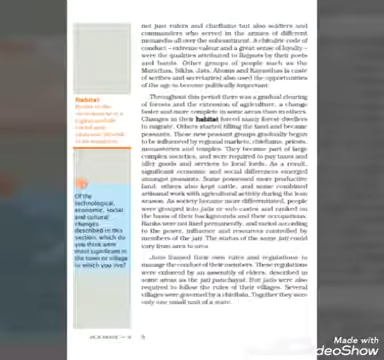 not just rulers and chieftains but also soldiers and
commanders who served in the armies of different
monarchs all over the subcontinent. A chivalric code of
conduct – extreme valour and a great sense of loyalty –
were the qualities attributed to Rajputs by their poets
and bards. Other groups of people such as the
Marathas, Sikhs, Jats, Ahoms and Kayasthas (a caste
of scribes and secretaries) also used the opportunities
of the age to become politically important.
Throughout this period there was a gradual clearing
of forests and the extension of agriculture, a change
faster and more complete in some areas than in others.
Changes in their habitat forced many forest-dwellers
to migrate. Others started tilling the land and became
peasants. These new peasant groups gradually began
to be influenced by regional markets, chieftains, priests,
monasteries and temples. They became part of large
complex societies, and were required to pay taxes and
offer goods and services to local lords. As a result,
significant economic and social differences emerged
amongst peasants. Some possessed more productive
land, others also kept cattle, and some combined
artisanal work with agricultural activity during the lean
season. As society became more differentiated, people
were grouped into jatis or sub-castes and ranked on
the basis of their backgrounds and their occupations.
Ranks were not fixed permanently, and varied according
to the power, influence and resources controlled by
members of the jati. The status of the same jati could
vary from area to area.
Jatis framed their own rules and regulations to
manage the conduct of their members. These regulations
were enforced by an assembly of elders, described in
some areas as the jati panchayat. But jatis were also
required to follow the rules of their villages. Several
villages were governed by a chieftain. Together they were
only one small unit of a state.
Habitat
?
Of the
technological,
economic, social
and cultural
changes
described in this
section, which do
you think were
most significant in
the town or village
in which you live?
Made with
VideoShow